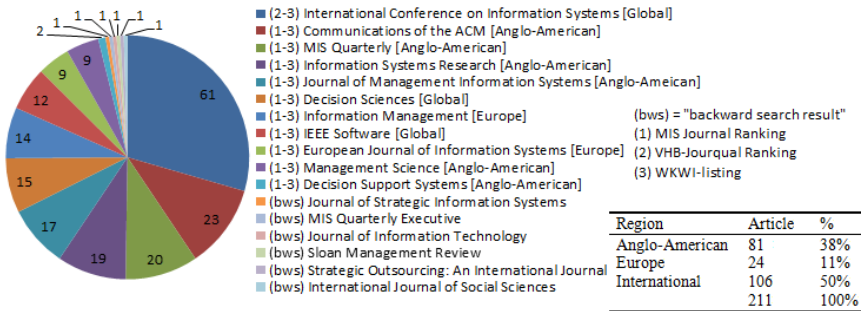 1
1
1
1
1
1
2
9
9
12
14
15
17
19
20
23
61
(2-3) International Conference on Information Systems [Global]
(1-3) Communications of the ACM [Anglo-American]
(1-3) MIS Quarterly [Anglo-American]
(1-3) Information Systems Research [Anglo-American]
(1-3) Journal of Management Information Systems [Anglo-Ameican]
(1-3) Decision Sciences [Global]
(1-3) Information Management [Europe]
(1-3) IEEE Software [Global]
(1-3) European Journal of Information Systems [Europe]
(1-3) Management Science [Anglo-American]
(1-3) Decision Support Systems [Anglo-American]
(bws) Journal of Strategic Information Systems
(bws) MIS Quarterly Executive
(bws) Journal of Information Technology
(bws) Sloan Management Review
(bws) Strategic Outsourcing: An International Journal
(bws) International Journal of Social Sciences
(bws) = "backward search result"
(1) MIS Journal Ranking
(2) VHB-Jourqual Ranking
(3) WKWI-listing
Region Article %
Anglo-American 81 38%
Europe 24 11%
International 106 50%
211 100%